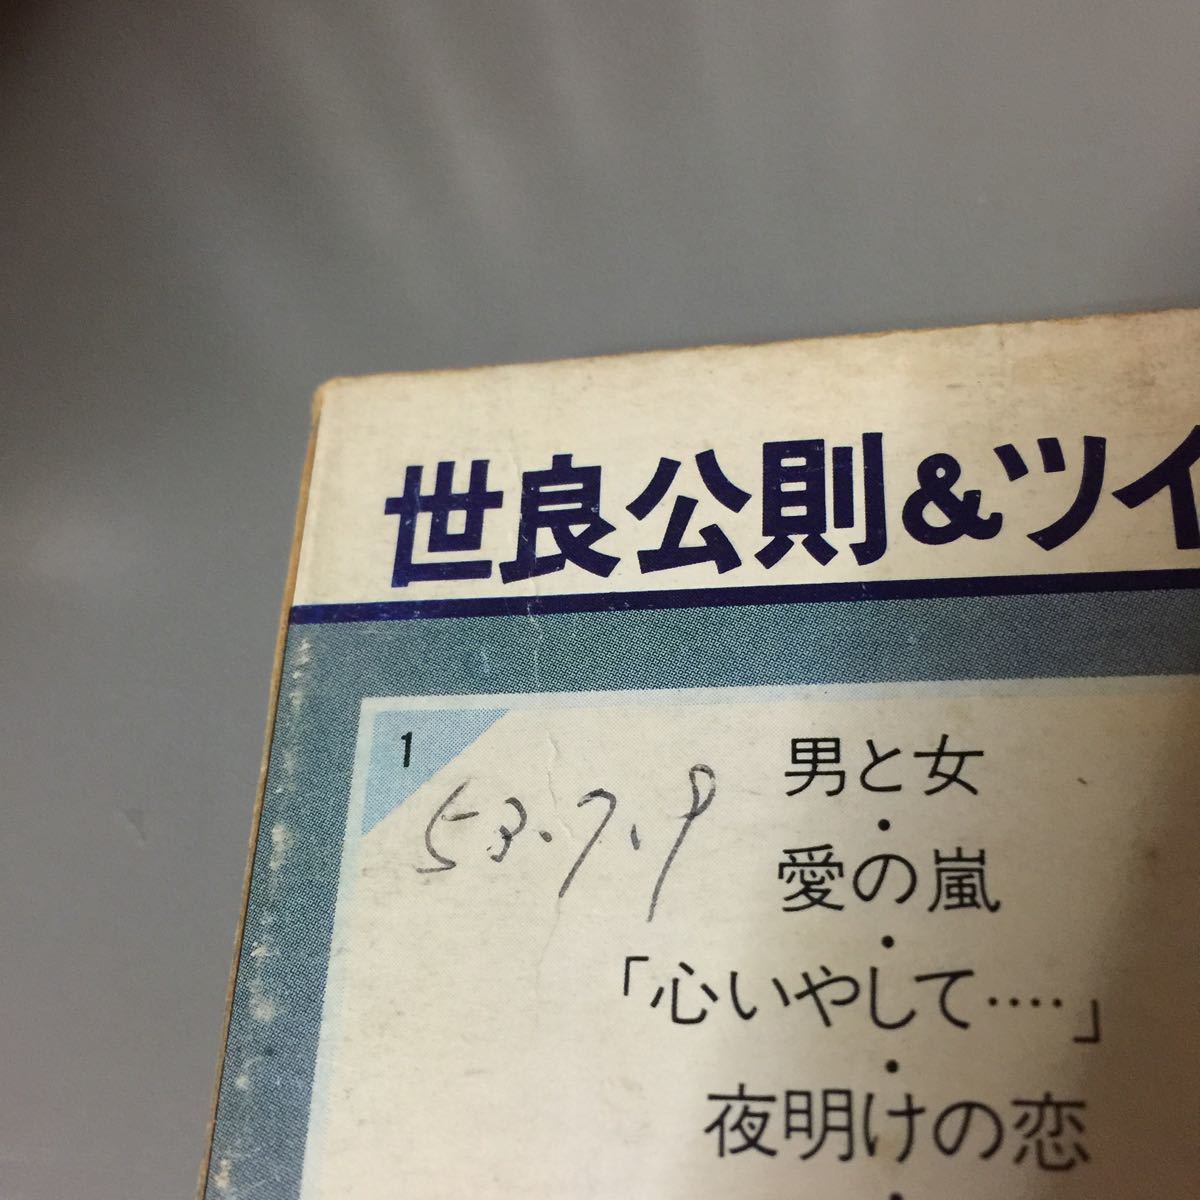 世良公則&ツイ
1
53.7.9
男と女
・
愛の嵐
・
「心いやして‥‥」
・
夜明けの恋
・